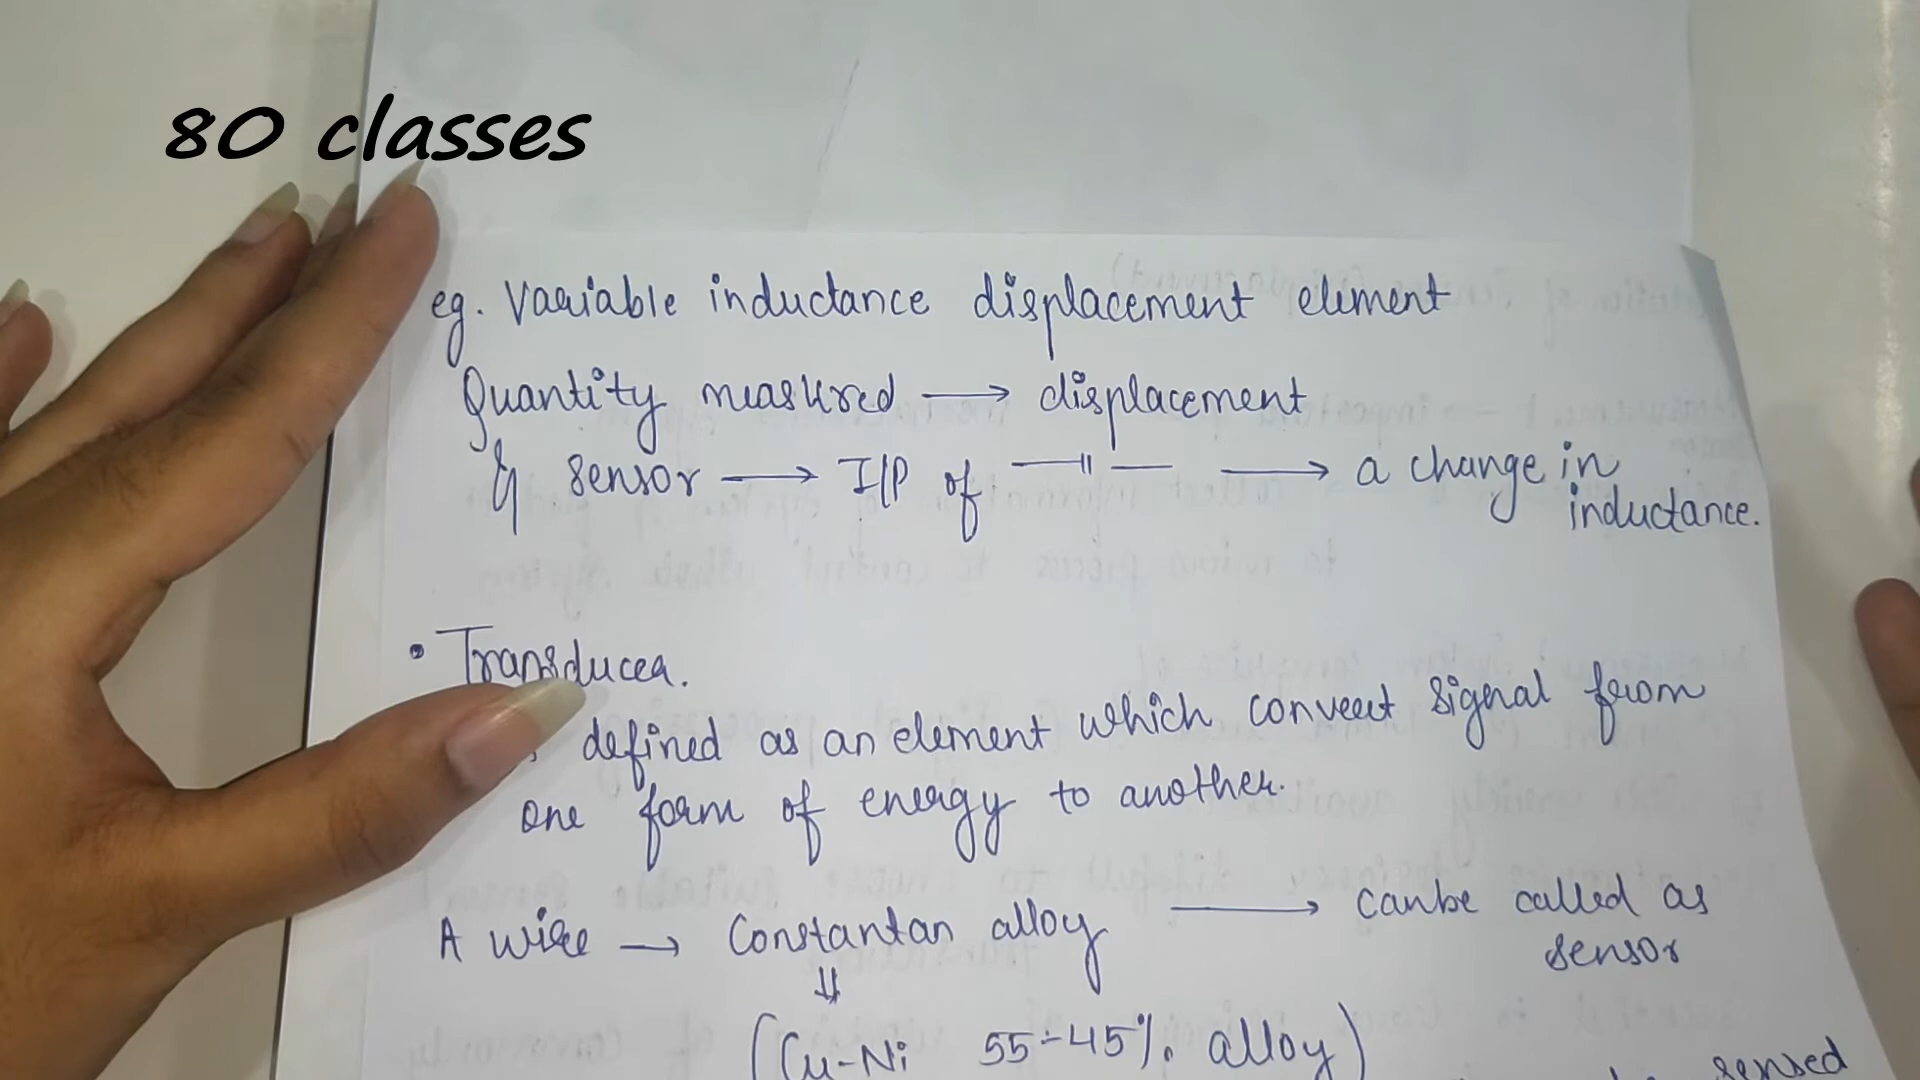 80 classes
eg. Variable inductance displacement element
Quantity measured → displacement
& sensor → I/P of —〃— → a change in
inductance.
• Transducer.
defined as an element which convert signal from
one form of energy to another.
A wire → Constantan alloy → can be called as
sensor
⇓
(Cu-Ni 55-45% alloy)
sensed